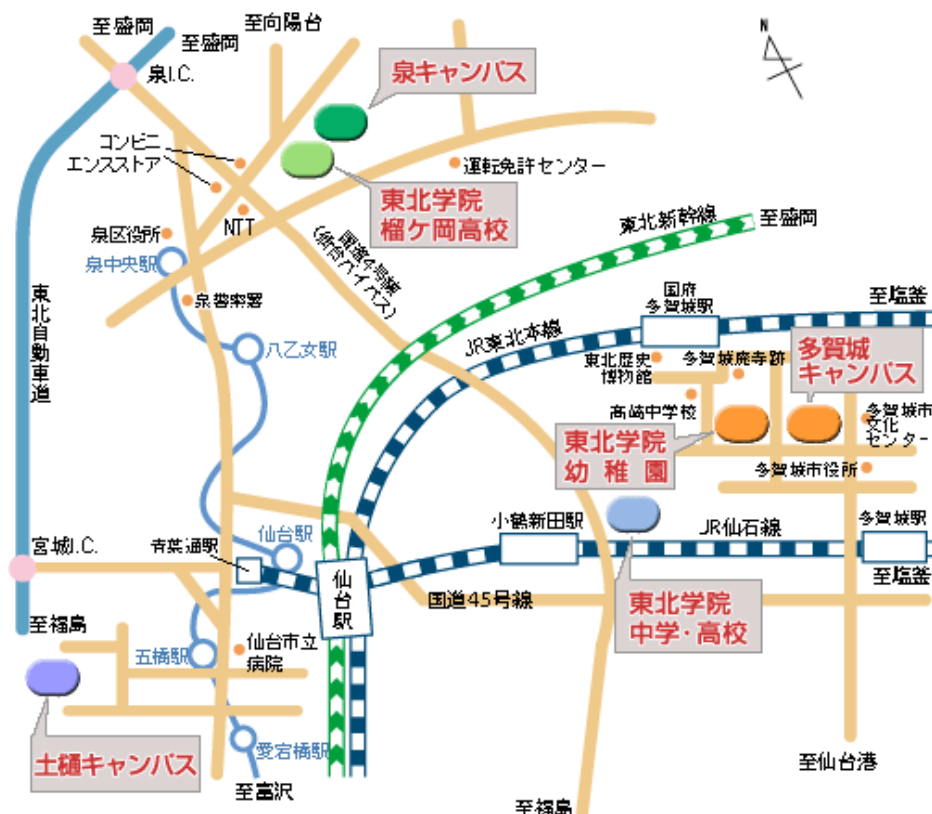 至盛岡
至盛岡
至向陽台
N
泉I.C.
泉キャンパス
コンビニ
エンスストア
運転免許センター
東北学院
榴ケ岡高校
NTT
泉区役所
泉中央駅
国道4号線
(仙台バイパス)
東北新幹線
至盛岡
泉警察署
東北自動車道
八乙女駅
JR東北本線
国府
多賀城駅
至塩釜
東北歴史
博物館
多賀城廃寺跡
多賀城
キャンパス
高崎中学校
多賀城市
文化
センター
東北学院
幼稚園
多賀城市役所
小鶴新田駅
JR仙石線
多賀城駅
至塩釜
宮城I.C.
青葉通駅
仙台駅
仙台駅
国道45号線
東北学院
中学・高校
至福島
五橋駅
仙台市立
病院
土樋キャンパス
愛宕橋駅
至富沢
至仙台港
至福島